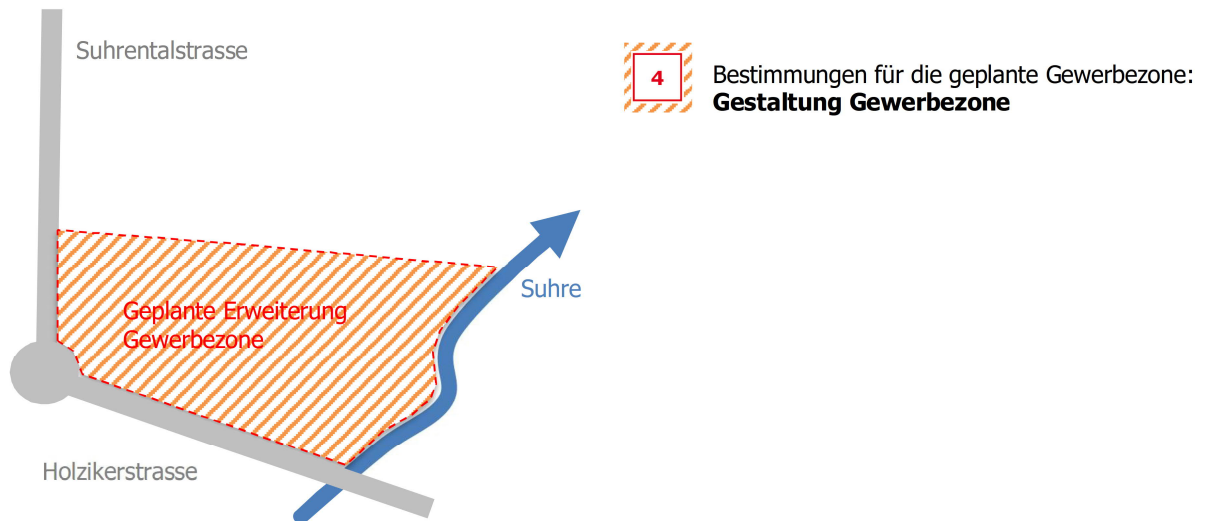 Suhrentalstrasse
4
Bestimmungen für die geplante Gewerbezone:
Gestaltung Gewerbezone
Suhre
Geplante Erweiterung
Gewerbezone
Holzikerstrasse